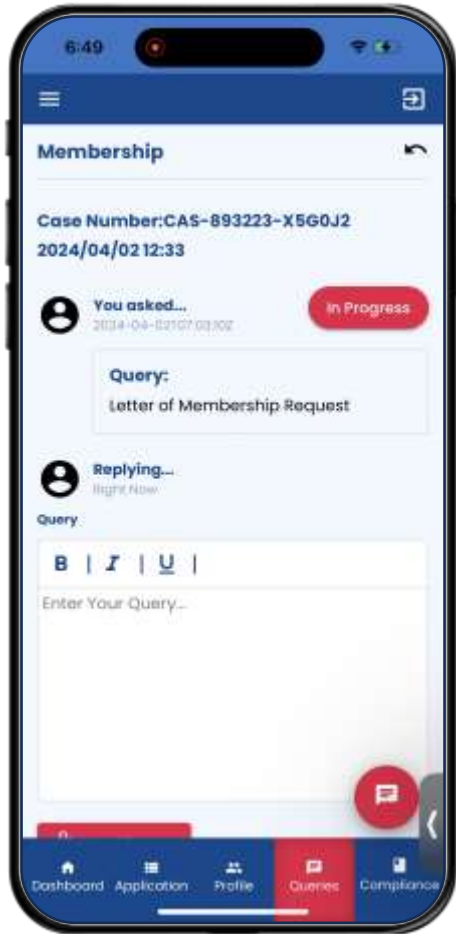 6:49
Membership
Case Number:CAS-893223-X5G0J2
2024/04/02 12:33
You asked...
In Progress
Query:
Letter of Membership Request
Replying...
Right Now
Query
B | I | U |
Enter Your Query...
Dashboard Application Profile Queries Compliance